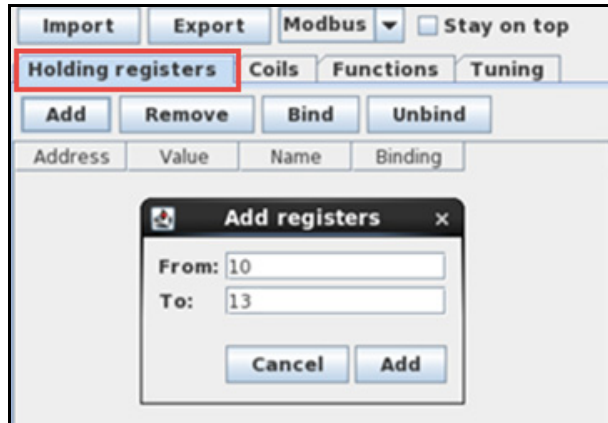 Import Export Modbus Stay on top
Holding registers Coils Functions Tuning
Add Remove Bind Unbind
Address Value Name Binding
Add registers ×
From: 10
To: 13
Cancel Add